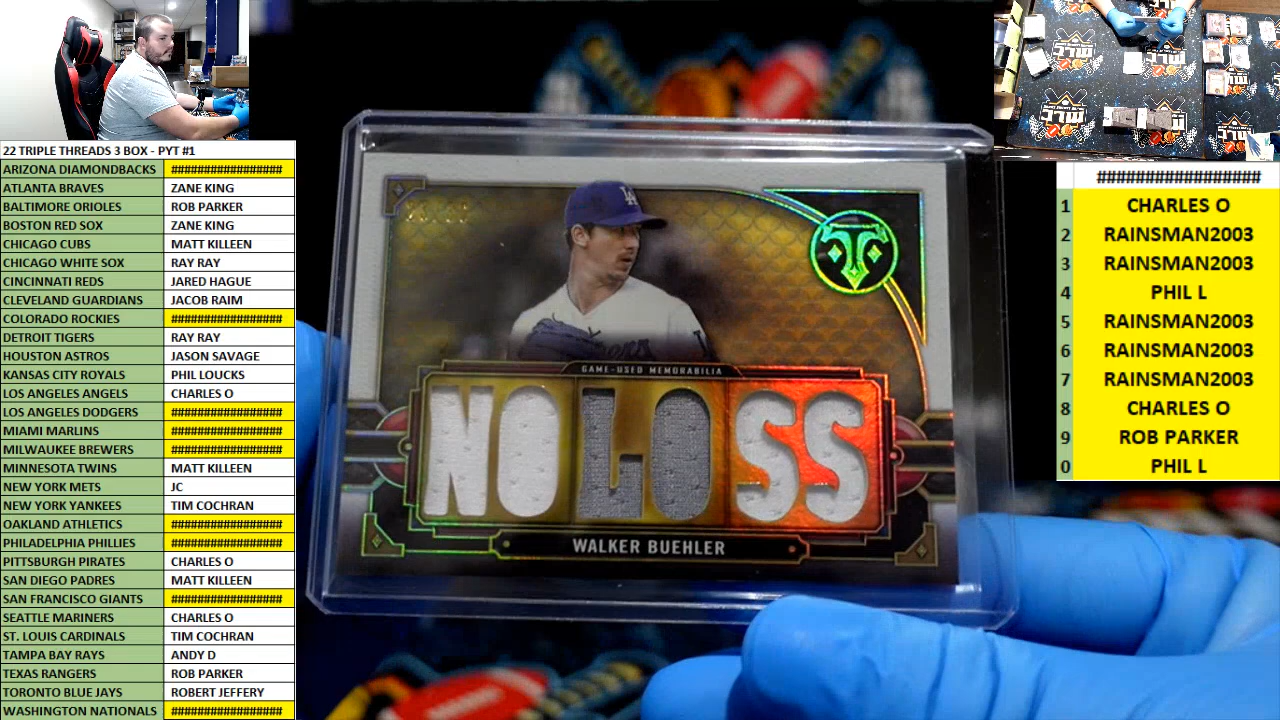 22 TRIPLE THREADS 3 BOX - PYT #1
ARIZONA DIAMONDBACKS #################
ATLANTA BRAVES ZANE KING
BALTIMORE ORIOLES ROB PARKER
BOSTON RED SOX ZANE KING
CHICAGO CUBS MATT KILLEEN
CHICAGO WHITE SOX RAY RAY
CINCINNATI REDS JARED HAGUE
CLEVELAND GUARDIANS JACOB RAIM
COLORADO ROCKIES #################
DETROIT TIGERS RAY RAY
HOUSTON ASTROS JASON SAVAGE
KANSAS CITY ROYALS PHIL LOUCKS
LOS ANGELES ANGELS CHARLES O
LOS ANGELES DODGERS #################
MIAMI MARLINS #################
MILWAUKEE BREWERS #################
MINNESOTA TWINS MATT KILLEEN
NEW YORK METS JC
NEW YORK YANKEES TIM COCHRAN
OAKLAND ATHLETICS #################
PHILADELPHIA PHILLIES #################
PITTSBURGH PIRATES CHARLES O
SAN DIEGO PADRES MATT KILLEEN
SAN FRANCISCO GIANTS #################
SEATTLE MARINERS CHARLES O
ST. LOUIS CARDINALS TIM COCHRAN
TAMPA BAY RAYS ANDY D
TEXAS RANGERS ROB PARKER
TORONTO BLUE JAYS ROBERT JEFFERY
WASHINGTON NATIONALS #################
LA
GAME-USED MEMORABILIA
NO LO SS
WALKER BUEHLER
#################
1 CHARLES O
2 RAINSMAN2003
3 RAINSMAN2003
4 PHIL L
5 RAINSMAN2003
6 RAINSMAN2003
7 RAINSMAN2003
8 CHARLES O
9 ROB PARKER
0 PHIL L